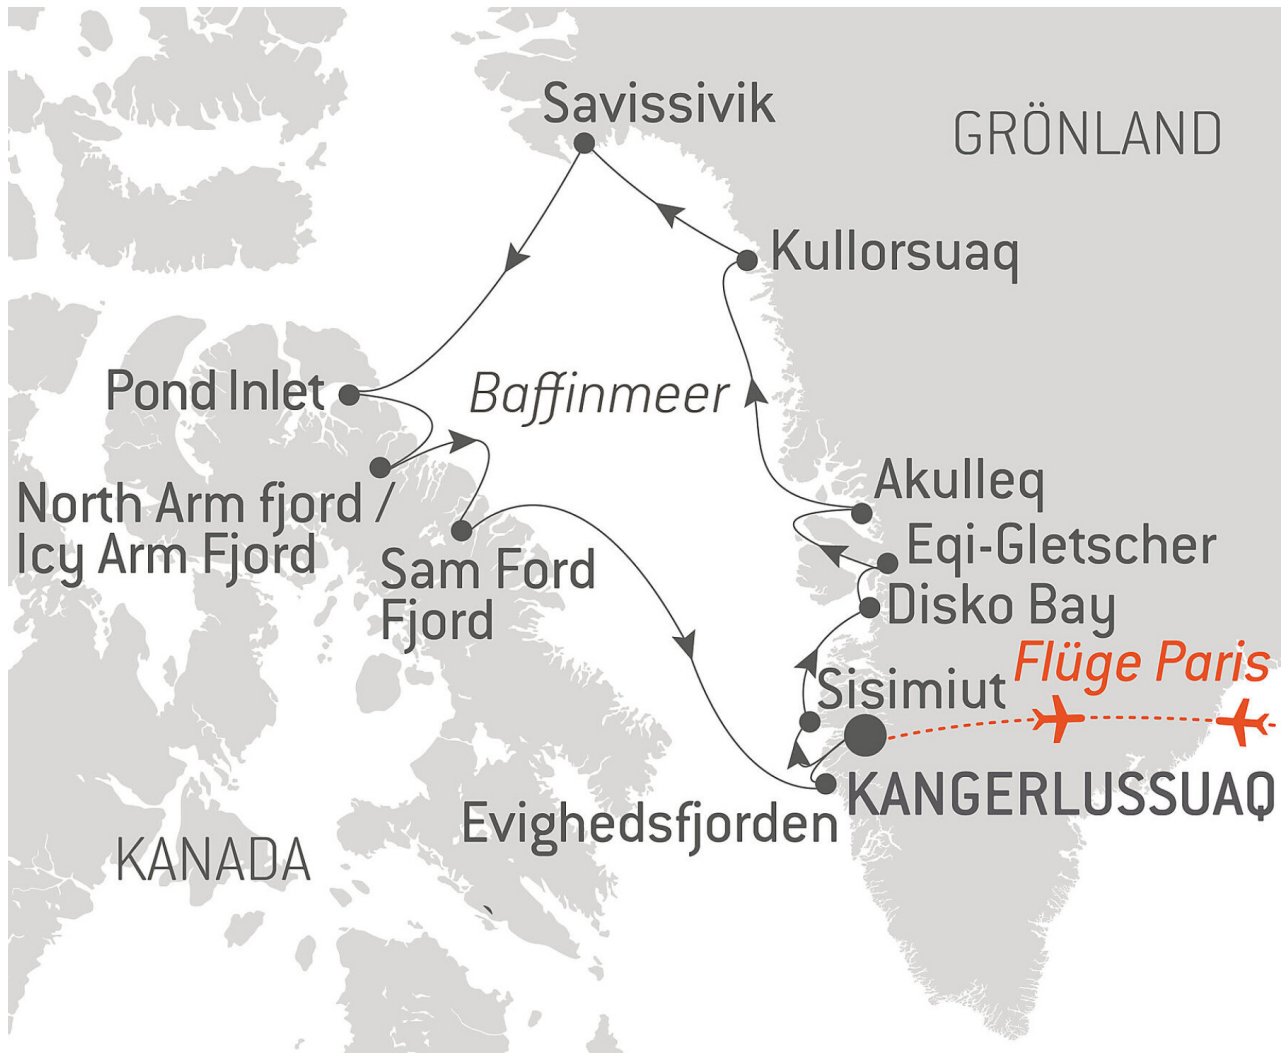 Savissivik
GRÖNLAND
Kullorsuaq
Pond Inlet
Baffinmeer
North Arm fjord /
Icy Arm Fjord
Akulleq
Eqi-Gletscher
Sam Ford
Fjord
Disko Bay
Flüge Paris
Sisimiut
KANGERLUSSUAQ
Evighedsfjorden
KANADA